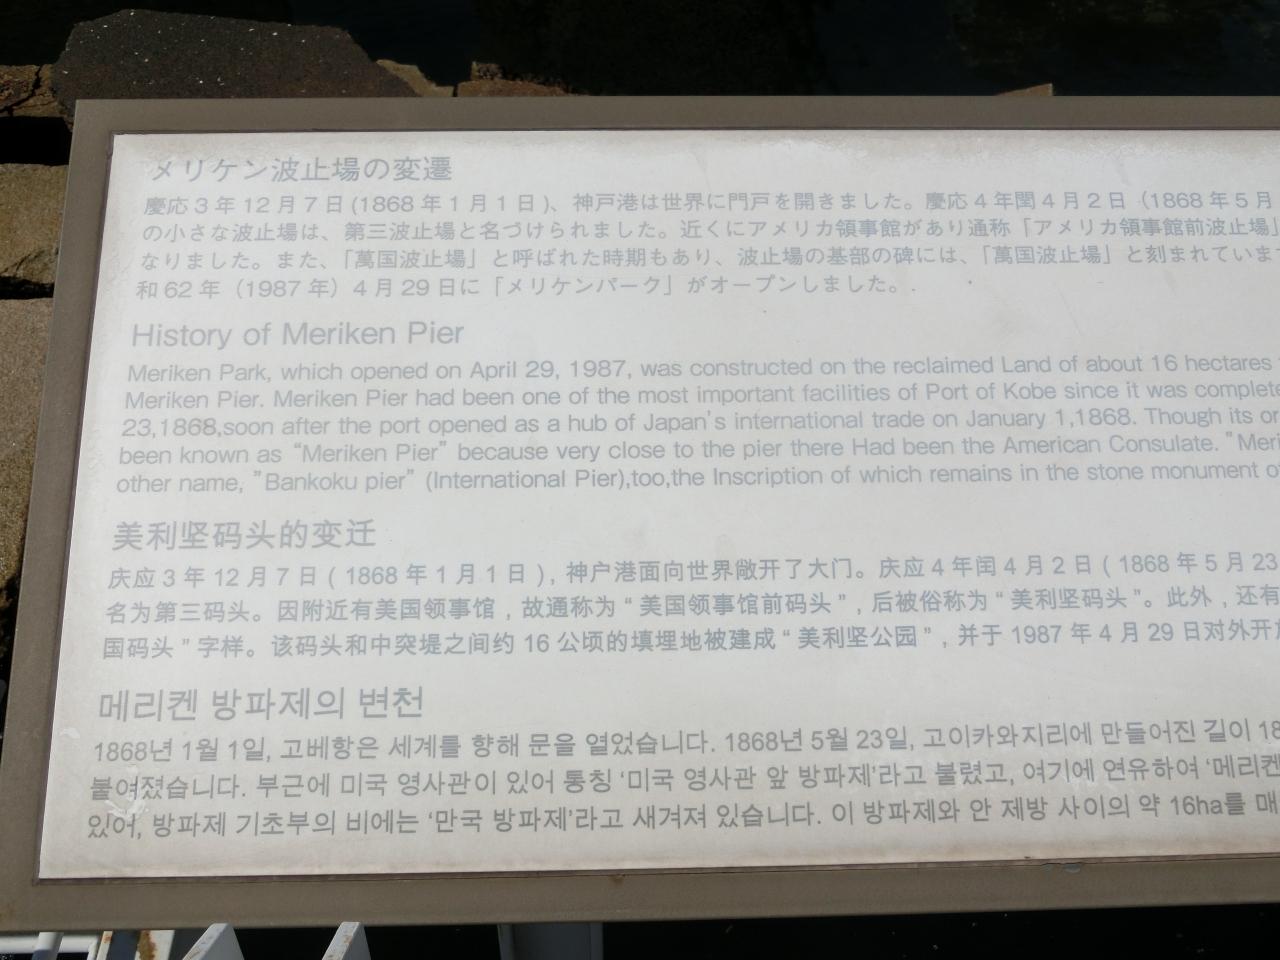 メリケン波止場の変遷
慶応3年12月7日(1868年1月1日)、神戸港は世界に門戸を開きました。慶応4年閏4月2日（1868年5月
の小さな波止場は、第三波止場と名づけられました。近くにアメリカ領事館があり通称「アメリカ領事館前波止場」
なりました。また、「萬国波止場」と呼ばれた時期もあり、波止場の基部の碑には、「萬国波止場」と刻まれていま
和62年（1987年）4月29日に「メリケンパーク」がオープンしました。
History of Meriken Pier
Meriken Park, which opened on April 29, 1987, was constructed on the reclaimed Land of about 16 hectares
Meriken Pier. Meriken Pier had been one of the most important facilities of Port of Kobe since it was complete
23,1868,soon after the port opened as a hub of Japan's international trade on January 1,1868. Though its or
been known as "Meriken Pier" because very close to the pier there Had been the American Consulate. "Meri
other name, "Bankoku pier" (International Pier),too,the Inscription of which remains in the stone monument o
美利坚码头的变迁
庆应3年12月7日(1868年1月1日),神户港面向世界敞开了大门。庆应4年闰4月2日(1868年5月23
名为第三码头。因附近有美国领事馆,故通称为“美国领事馆前码头”,后被俗称为“美利坚码头”。此外,还有
国码头”字样。该码头和中突堤之间约16公顷的填埋地被建成“美利坚公园”,并于1987年4月29日对外开
메리켄 방파제의 변천
1868년 1월 1일, 고베항은 세계를 향해 문을 열었습니다. 1868년 5월 23일, 고이카와지리에 만들어진 길이 18
붙여졌습니다. 부근에 미국 영사관이 있어 통칭 '미국 영사관 앞 방파제'라고 불렸고, 여기에 연유하여 '메리켄
있어, 방파제 기초부의 비에는 '만국 방파제'라고 새겨져 있습니다. 이 방파제와 안 제방 사이의 약 16ha를 매